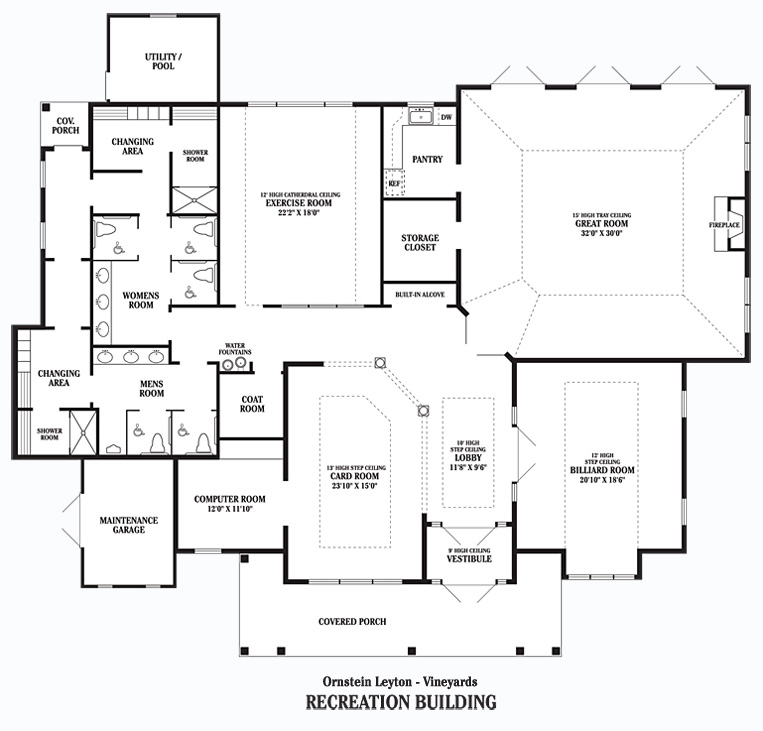 UTILITY /
POOL
COV.
PORCH
CHANGING
AREA
SHOWER
ROOM
12' HIGH CATHEDRAL CEILING
EXERCISE ROOM
22'2" X 18'0"
DW
PANTRY
REF
STORAGE
CLOSET
BUILT-IN ALCOVE
15' HIGH TRAY CEILING
GREAT ROOM
32'0" X 30'0"
FIREPLACE
WOMENS
ROOM
WATER
FOUNTAINS
CHANGING
AREA
MENS
ROOM
COAT
ROOM
SHOWER
ROOM
13' HIGH STEP CEILING
CARD ROOM
23'10" X 15'0"
10' HIGH
STEP CEILING
LOBBY
11'8" X 9'6"
12' HIGH
STEP CEILING
BILLIARD ROOM
20'10" X 18'6"
COMPUTER ROOM
12'0" X 11'10"
MAINTENANCE
GARAGE
9' HIGH CEILING
VESTIBULE
COVERED PORCH
Ornstein Leyton - Vineyards
RECREATION BUILDING